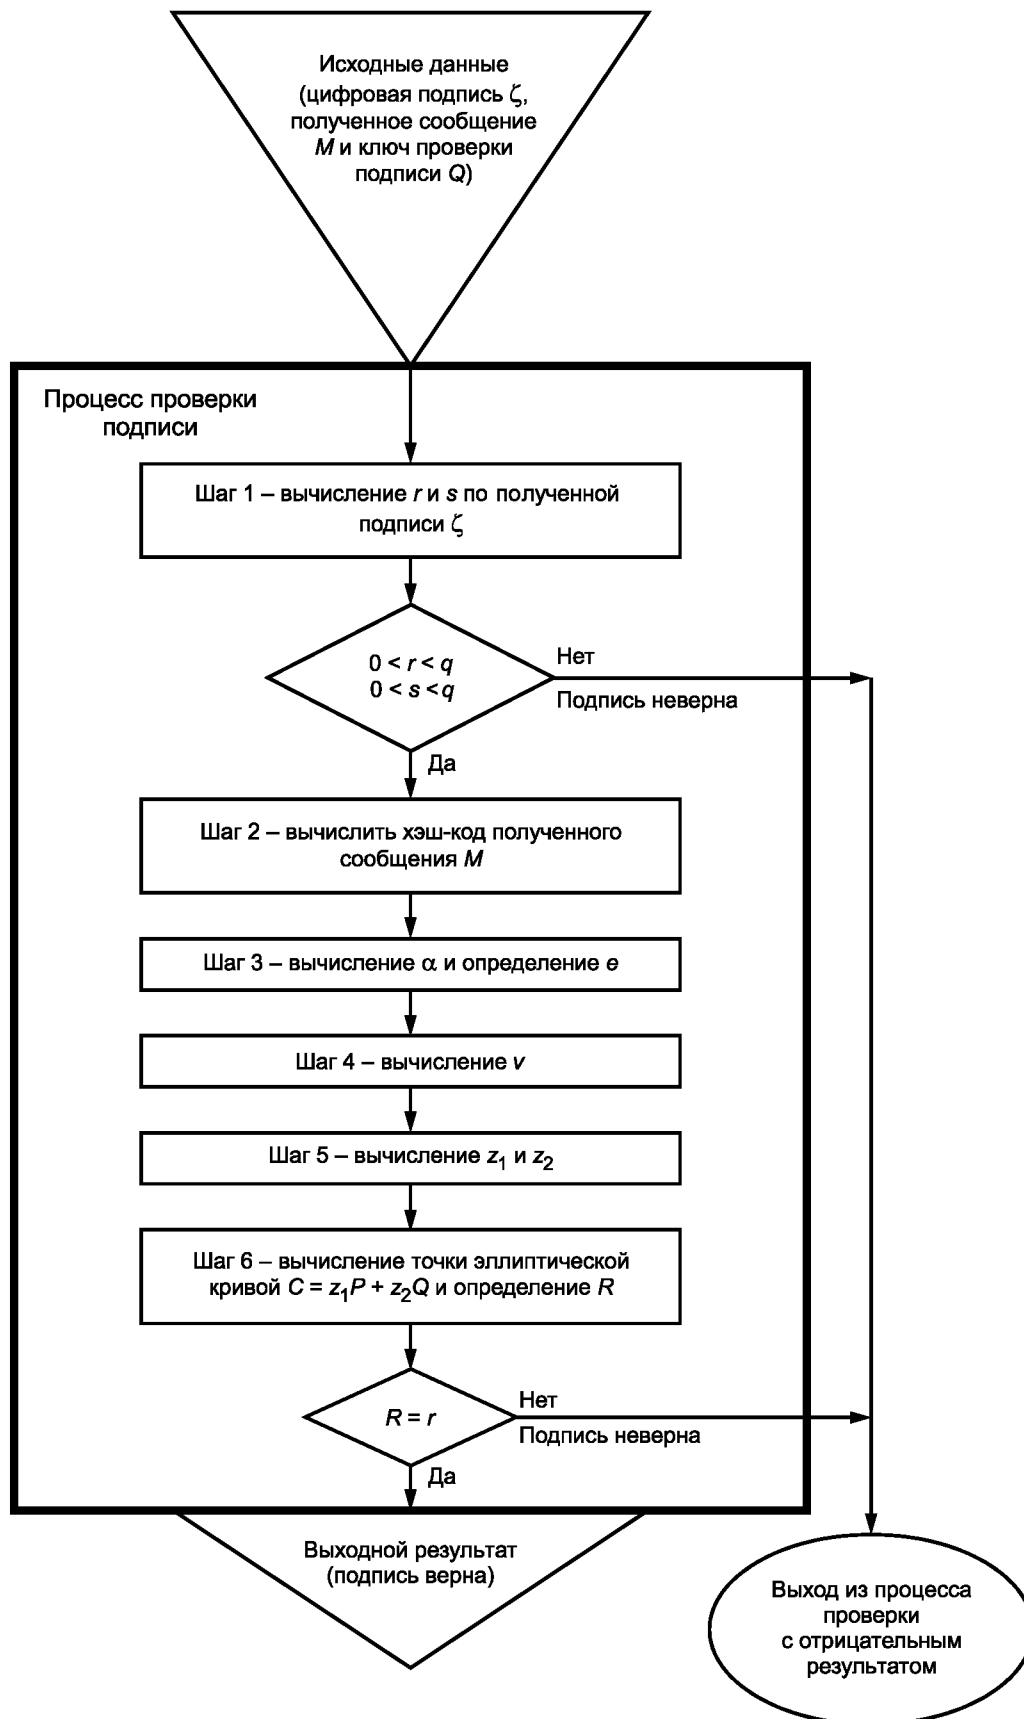 Исходные данные
(цифровая подпись ζ,
полученное сообщение
M и ключ проверки
подписи Q)
Процесс проверки
подписи
Шаг 1 – вычисление r и s по полученной
подписи ζ
0 < r < q
0 < s < q
Нет
Подпись неверна
Да
Шаг 2 – вычислить хэш-код полученного
сообщения M
Шаг 3 – вычисление α и определение e
Шаг 4 – вычисление v
Шаг 5 – вычисление z₁ и z₂
Шаг 6 – вычисление точки эллиптической
кривой C = z₁P + z₂Q и определение R
R = r
Нет
Подпись неверна
Да
Выходной результат
(подпись верна)
Выход из процесса
проверки
с отрицательным
результатом